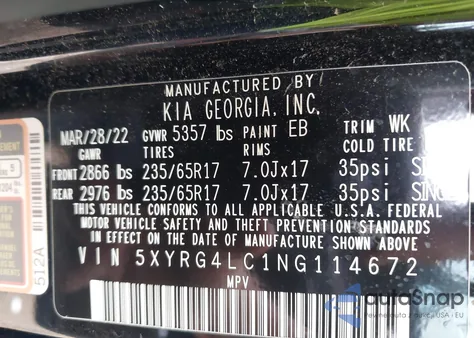 MANUFACTURED BY
KIA GEORGIA, INC.
MAR/28/22 GVWR 5357 lbs PAINT EB TRIM WK
GAWR TIRES RIMS COLD TIRE
FRONT 2866 lbs 235/65R17 7.0Jx17 35psi
REAR 2976 lbs 235/65R17 7.0Jx17 35psi
THIS VEHICLE CONFORMS TO ALL APPLICABLE U.S.A. FEDERAL
MOTOR VEHICLE SAFETY AND THEFT PREVENTION STANDARDS
IN EFFECT ON THE DATE OF MANUFACTURE SHOWN ABOVE
VIN 5XYRG4LC1NG114672
MPV
512A
autoSnap